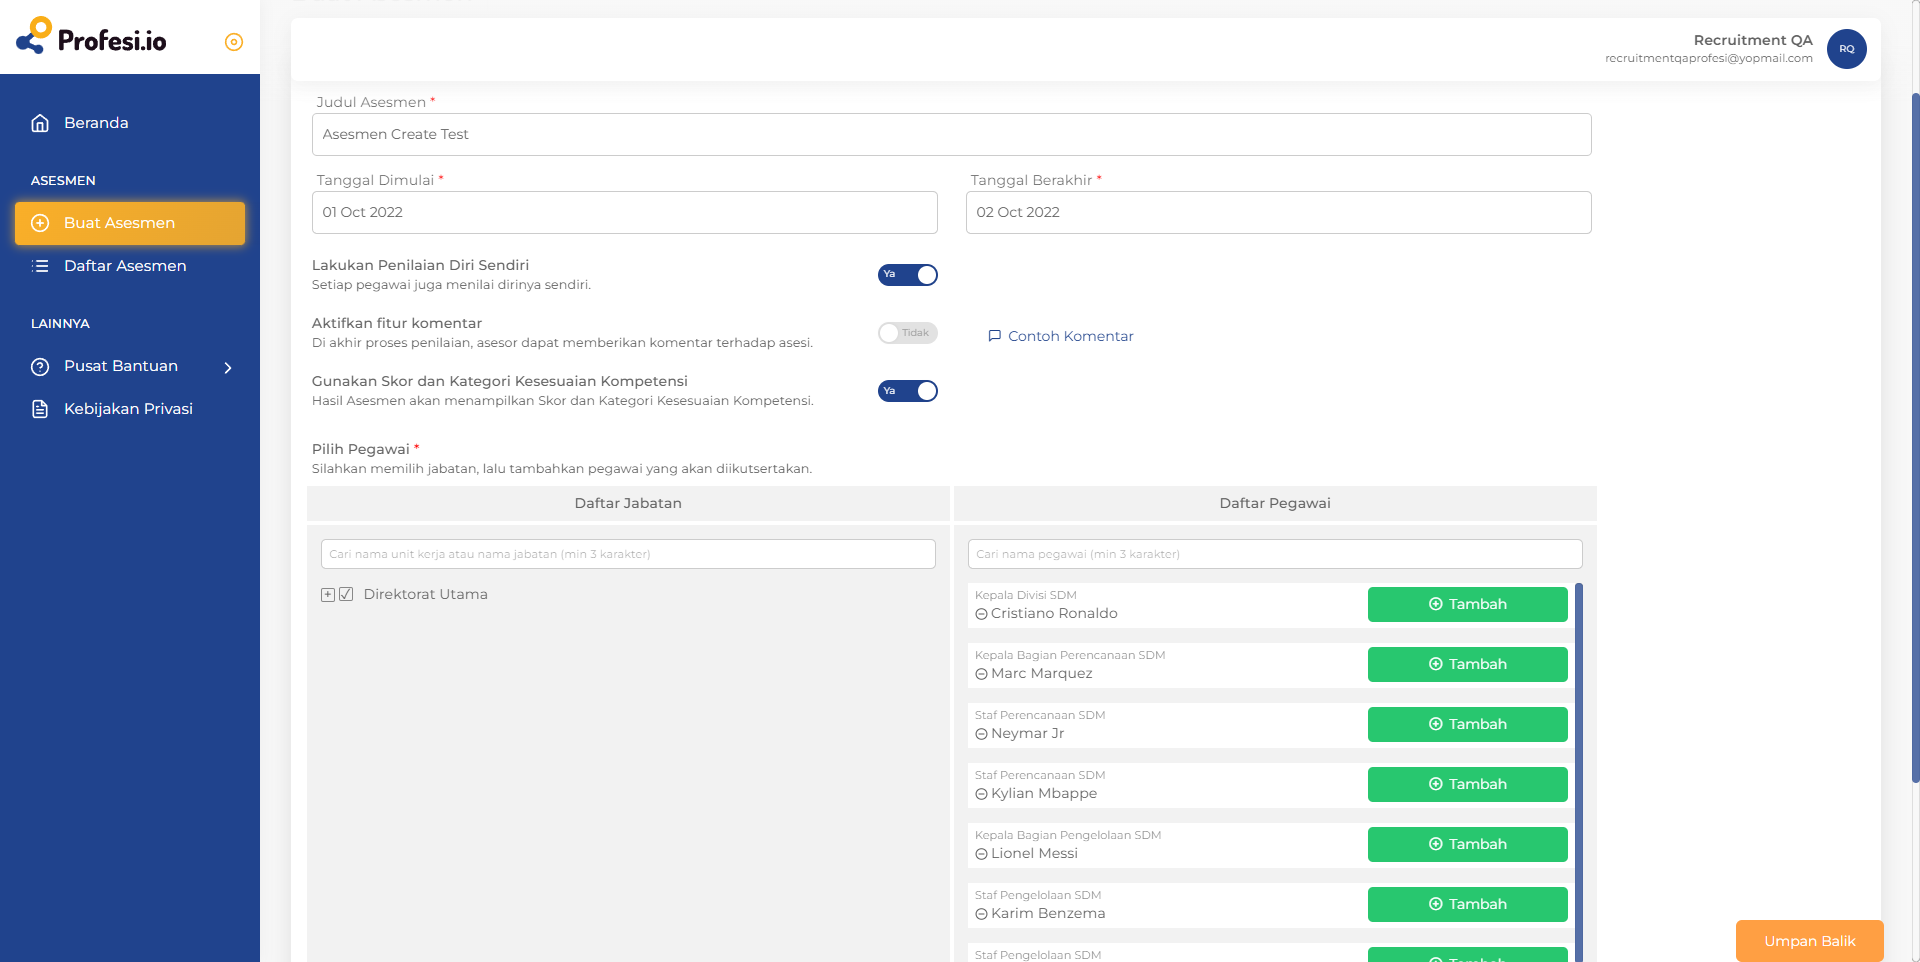 Profesi.io
Recruitment QA
recruitmentqaprofesi@yopmail.com
RQ
Beranda
ASESMEN
Buat Asesmen
Daftar Asesmen
LAINNYA
Pusat Bantuan
Kebijakan Privasi
Judul Asesmen *
Asesmen Create Test
Tanggal Dimulai *
Tanggal Berakhir *
01 Oct 2022
02 Oct 2022
Lakukan Penilaian Diri Sendiri
Setiap pegawai juga menilai dirinya sendiri.
Ya
Aktifkan fitur komentar
Di akhir proses penilaian, asesor dapat memberikan komentar terhadap asesi.
Tidak
Contoh Komentar
Gunakan Skor dan Kategori Kesesuaian Kompetensi
Hasil Asesmen akan menampilkan Skor dan Kategori Kesesuaian Kompetensi.
Ya
Pilih Pegawai *
Silahkan memilih jabatan, lalu tambahkan pegawai yang akan diikutsertakan.
Daftar Jabatan
Cari nama unit kerja atau nama jabatan (min 3 karakter)
Direktorat Utama
Daftar Pegawai
Cari nama pegawai (min 3 karakter)
Kepala Divisi SDM
Cristiano Ronaldo
Tambah
Kepala Bagian Perencanaan SDM
Marc Marquez
Tambah
Staf Perencanaan SDM
Neymar Jr
Tambah
Staf Perencanaan SDM
Kylian Mbappe
Tambah
Kepala Bagian Pengelolaan SDM
Lionel Messi
Tambah
Staf Pengelolaan SDM
Karim Benzema
Tambah
Staf Pengelolaan SDM
Tambah
Umpan Balik